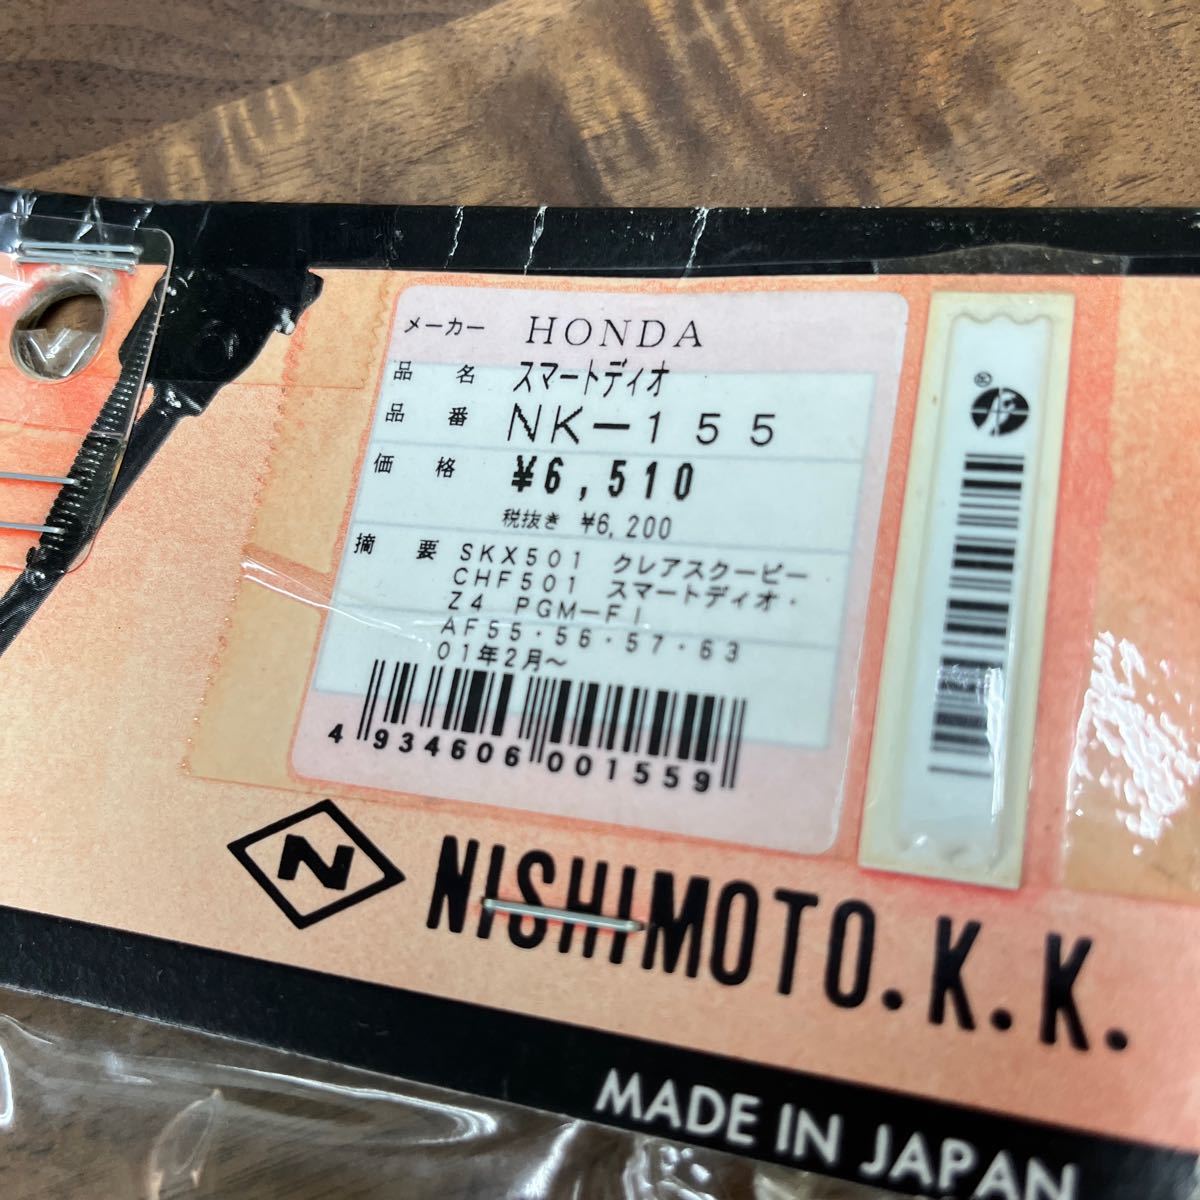 メーカー HONDA
品 名 スマートディオ
品 番 NK-155
価 格 ¥6,510
税抜き ¥6,200
摘 要 SKX501 クレアスクーピー
CHF501 スマートディオ・
Z4 PGM-FI
AF55・56・57・63
01年2月~
4 934606 001559
N
NISHIMOTO.K.K.
MADE IN JAPAN